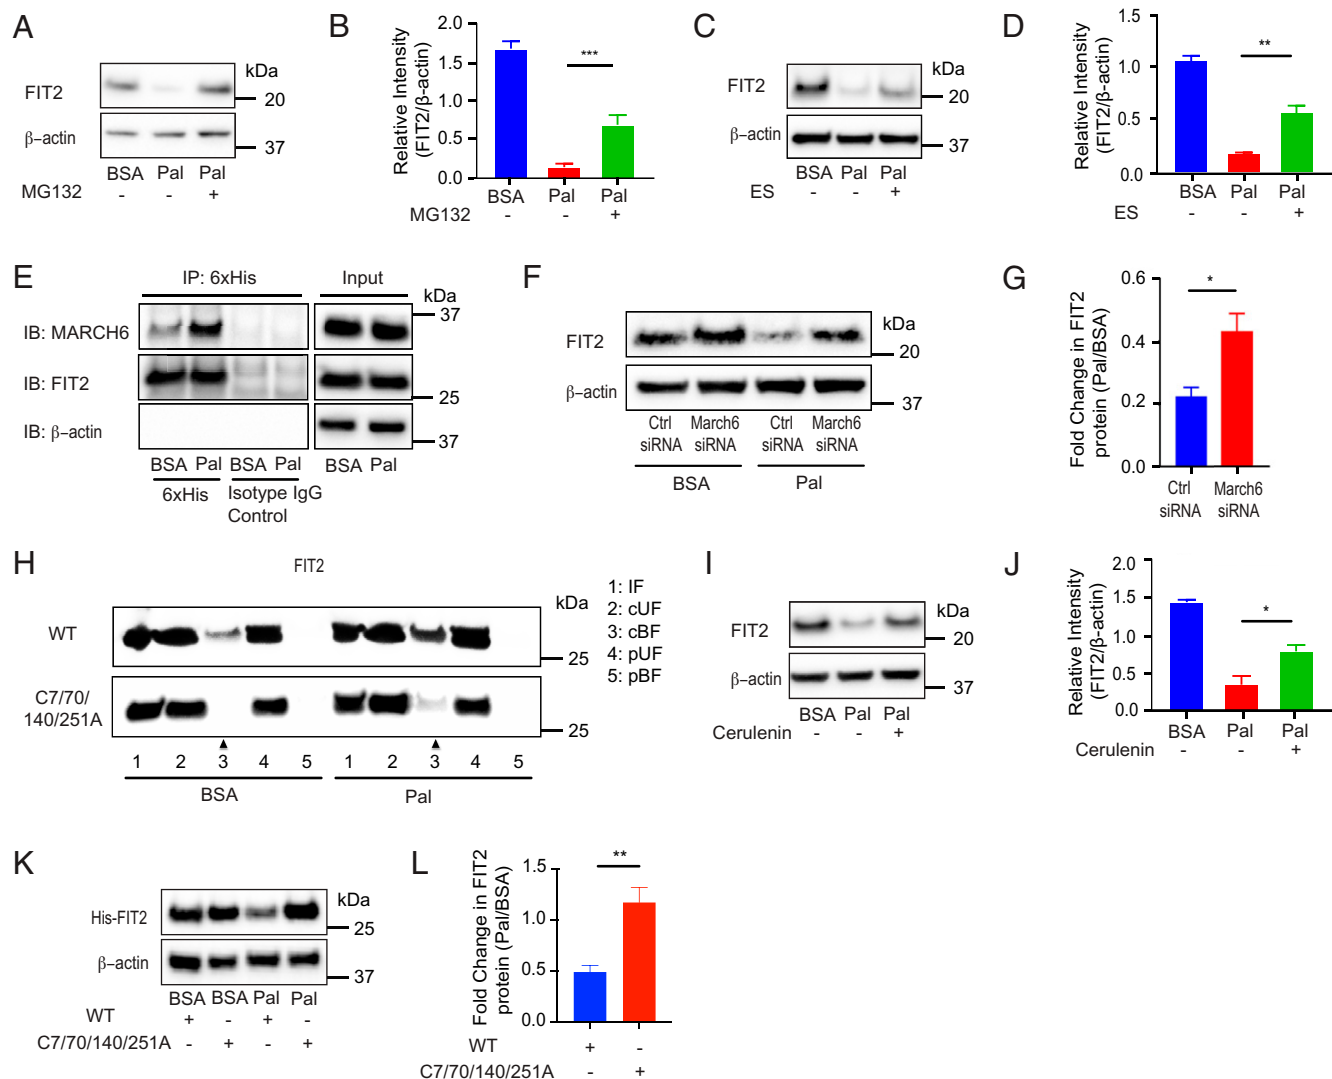 A
FIT2
β-actin
kDa
20
37
BSA Pal Pal
MG132 - - +
B
Relative Intensity
(FIT2/β-actin)
2.0
1.5
1.0
0.5
0.0
***
BSA Pal Pal
MG132 - - +
C
FIT2
β-actin
kDa
20
37
BSA Pal Pal
ES - - +
D
Relative Intensity
(FIT2/β-actin)
1.5
1.0
0.5
0.0
**
BSA Pal Pal
ES - - +
E
IP: 6xHis Input
kDa
IB: MARCH6 37
IB: FIT2 25
IB: β-actin 37
BSA Pal BSA Pal BSA Pal
6xHis Isotype IgG
Control
F
FIT2
β-actin
kDa
20
37
Ctrl March6 Ctrl March6
siRNA siRNA siRNA siRNA
BSA Pal
G
Fold Change in FIT2
protein (Pal/BSA)
0.6
0.4
0.2
0.0
*
Ctrl March6
siRNA siRNA
H
FIT2
kDa
WT 25
C7/70/
140/251A 25
1 2 3 4 5 1 2 3 4 5
BSA Pal
1: IF
2: cUF
3: cBF
4: pUF
5: pBF
I
FIT2
β-actin
kDa
20
37
BSA Pal Pal
Cerulenin - - +
J
Relative Intensity
(FIT2/β-actin)
2.0
1.5
1.0
0.5
0.0
*
BSA Pal Pal
Cerulenin - - +
K
His-FIT2
β-actin
kDa
25
37
BSA BSA Pal Pal
WT + - + -
C7/70/140/251A - + - +
L
Fold Change in FIT2
protein (Pal/BSA)
1.5
1.0
0.5
0.0
**
WT + -
C7/70/140/251A - +